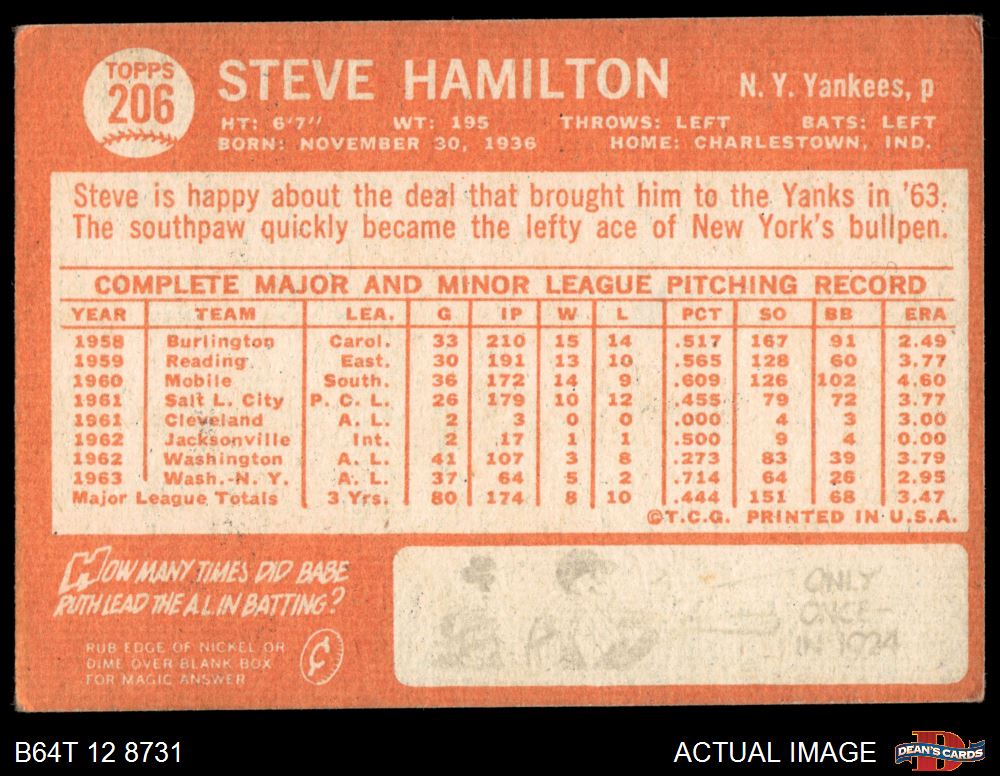 TOPPS
206
STEVE HAMILTON N. Y. Yankees, p
HT: 6'7" WT: 195 THROWS: LEFT BATS: LEFT
BORN: NOVEMBER 30, 1936 HOME: CHARLESTOWN, IND.
Steve is happy about the deal that brought him to the Yanks in '63.
The southpaw quickly became the lefty ace of New York's bullpen.
COMPLETE MAJOR AND MINOR LEAGUE PITCHING RECORD
YEAR TEAM LEA. G IP W L PCT SO BB ERA
1958 Burlington Carol. 33 210 15 14 .517 167 91 2.49
1959 Reading East. 30 191 13 10 .565 128 60 3.77
1960 Mobile South. 36 172 14 9 .609 126 102 4.60
1961 Salt L. City P. C. L. 26 179 10 12 .455 79 72 3.77
1961 Cleveland A. L. 2 3 0 0 .000 4 3 3.00
1962 Jacksonville Int. 2 17 1 1 .500 9 4 0.00
1962 Washington A. L. 41 107 3 8 .273 83 39 3.79
1963 Wash.-N. Y. A. L. 37 64 5 2 .714 64 26 2.95
Major League Totals 3 Yrs. 80 174 8 10 .444 151 68 3.47
©T.C.G. PRINTED IN U.S.A.
HOW MANY TIMES DID BABE
RUTH LEAD THE A.L. IN BATTING?
RUB EDGE OF NICKEL OR
DIME OVER BLANK BOX
FOR MAGIC ANSWER
¢
ONLY
ONCE-
IN 1924
B64T 12 8731 ACTUAL IMAGE DEAN'S CARDS